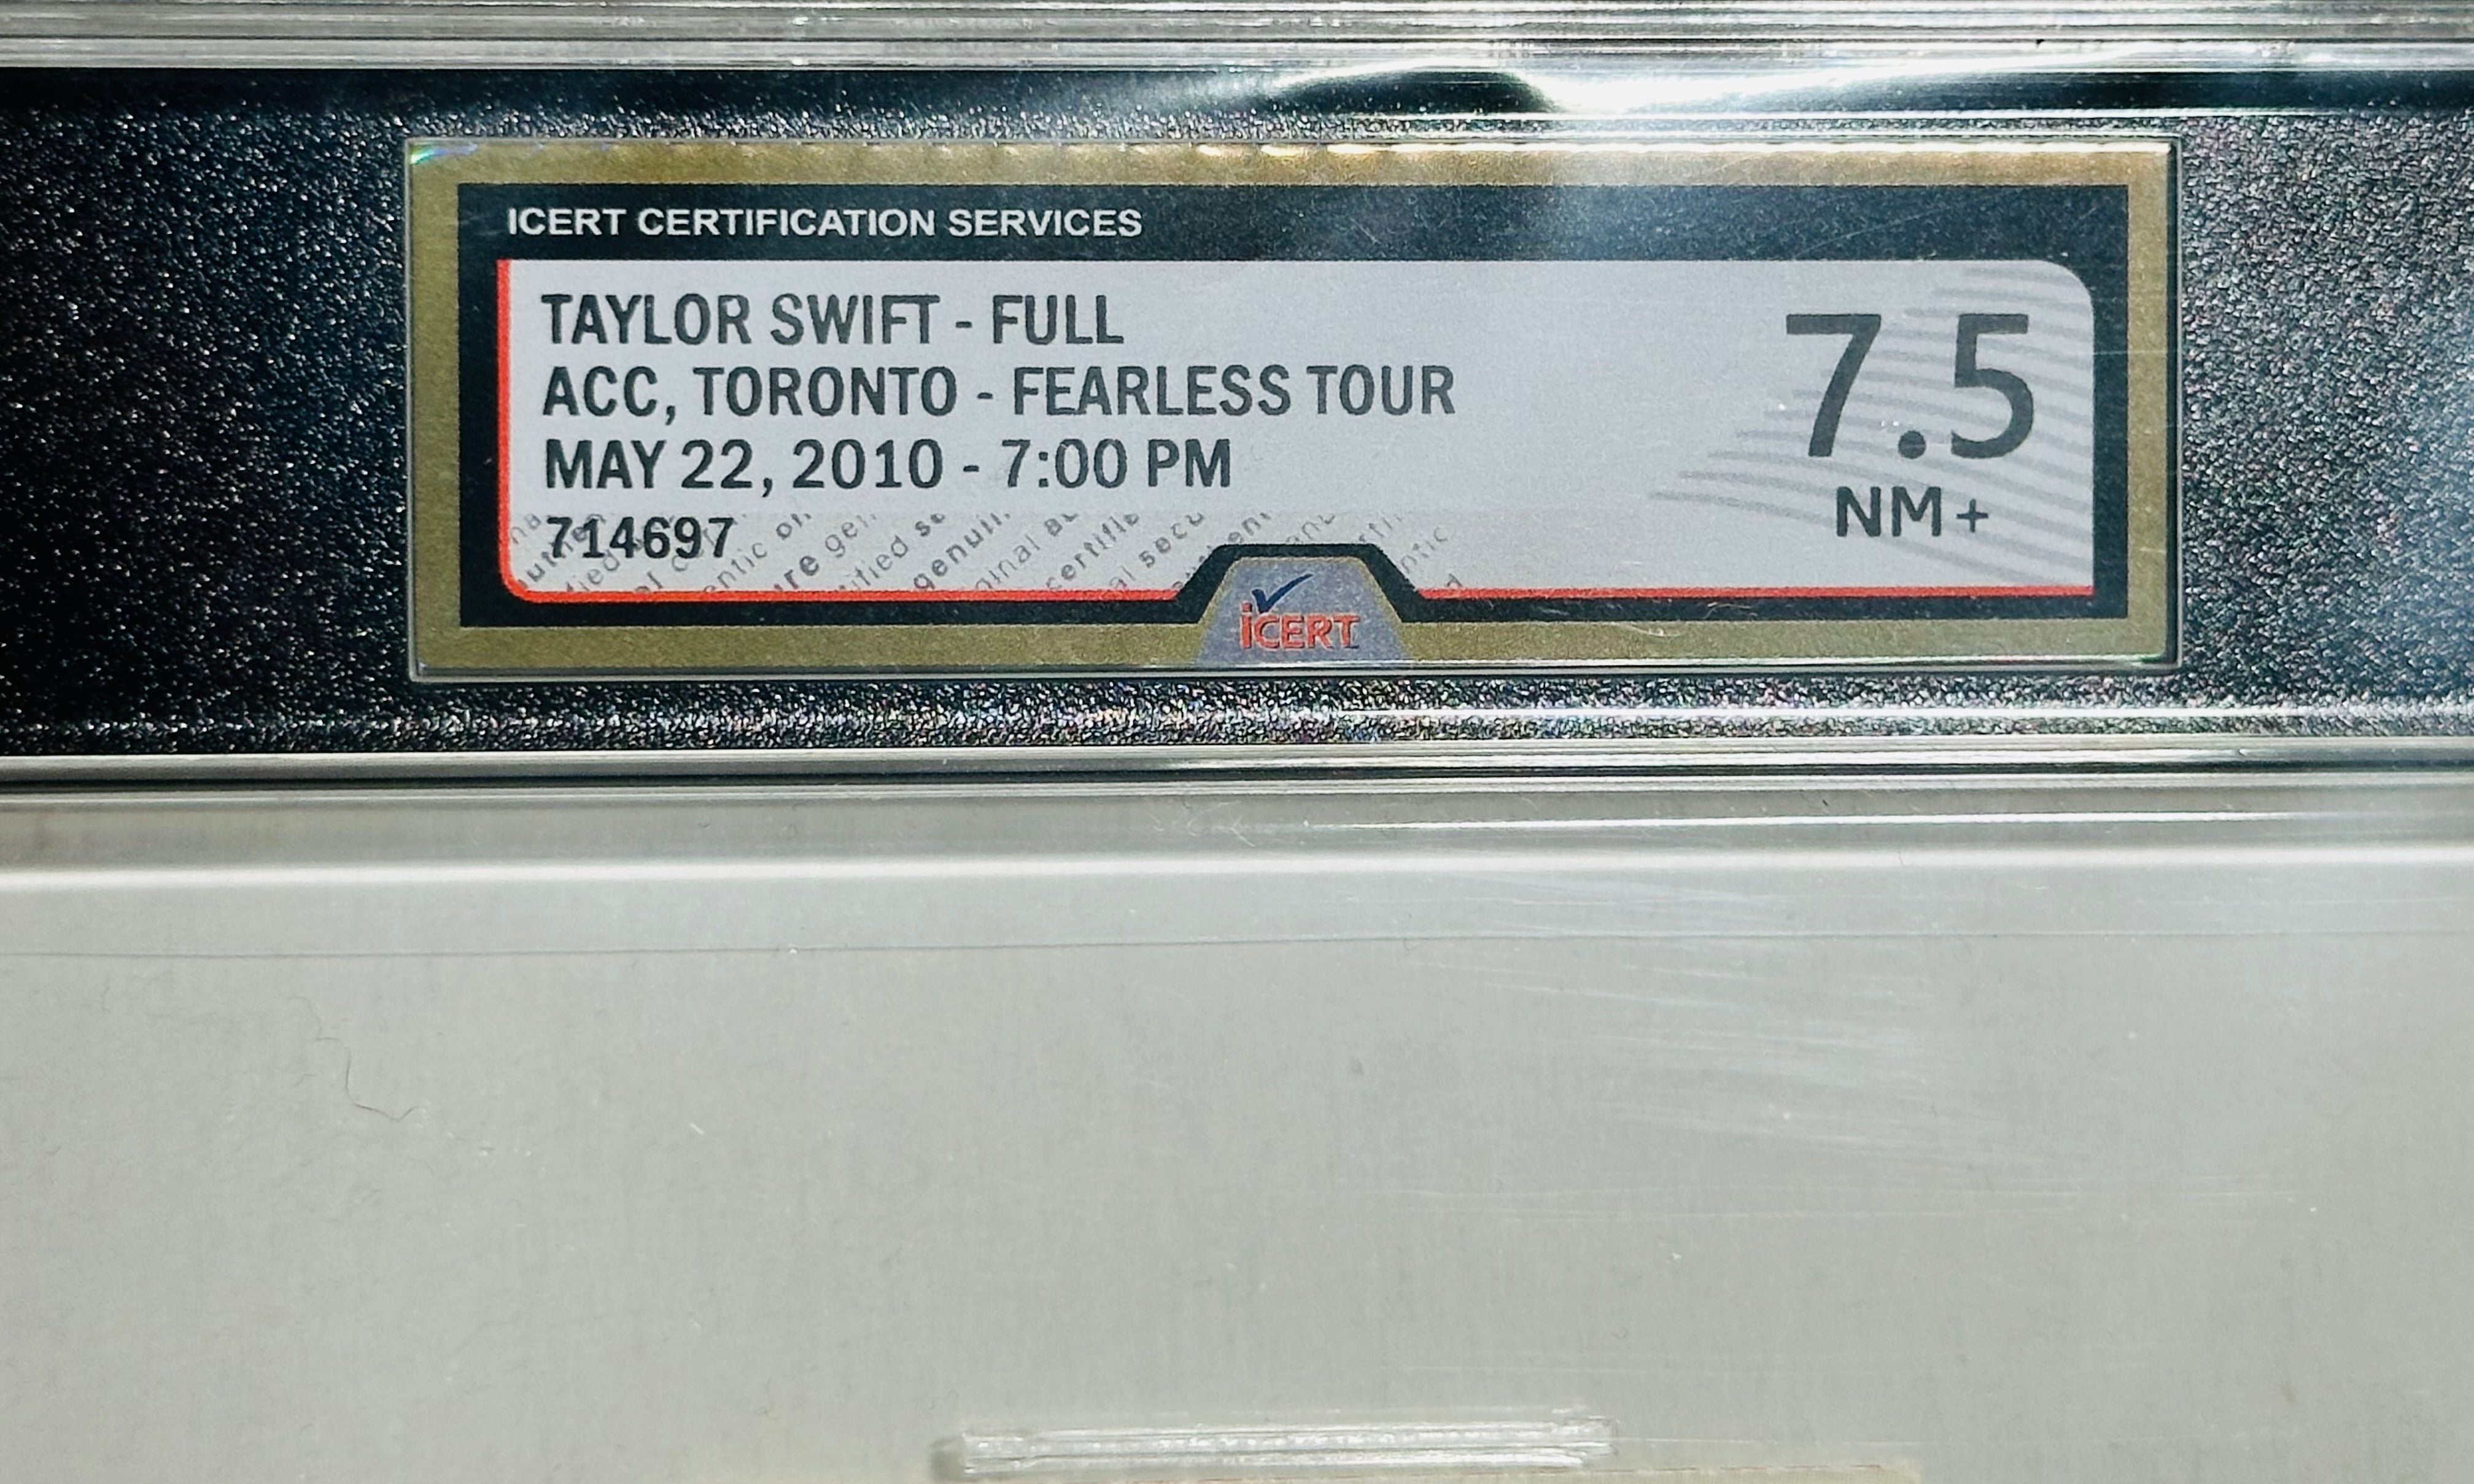 ICERT CERTIFICATION SERVICES
TAYLOR SWIFT - FULL
ACC, TORONTO - FEARLESS TOUR
MAY 22, 2010 - 7:00 PM
714697
7.5
NM+
iCERT